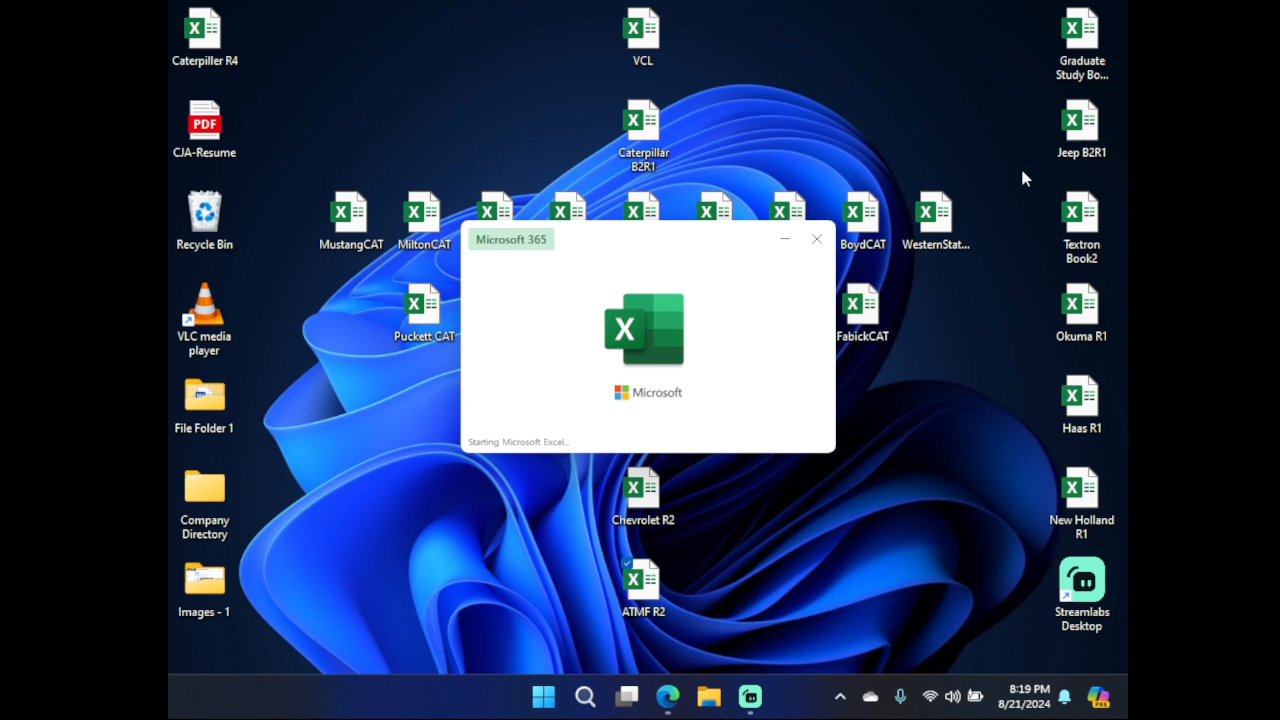 Caterpiller R4
VCL
Graduate
Study Bo...
PDF
CJA-Resume
Caterpillar
B2R1
Jeep B2R1
Recycle Bin
MustangCAT
MiltonCAT
BoydCAT
WesternStat...
Textron
Book2
Microsoft 365
VLC media
player
Puckett CAT
X
Microsoft
Starting Microsoft Excel...
FabickCAT
Okuma R1
File Folder 1
Haas R1
Company
Directory
Chevrolet R2
New Holland
R1
Images - 1
ATMF R2
Streamlabs
Desktop
8:19 PM
8/21/2024
PRE